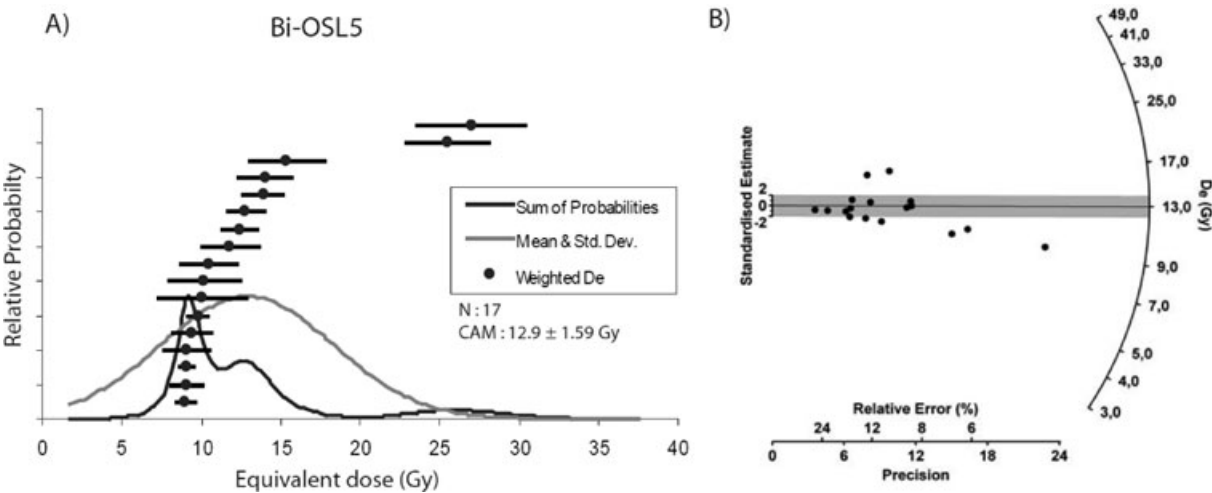 A)
Bi-OSL5
Relative Probabilty
Sum of Probabilities
Mean & Std. Dev.
Weighted De
N : 17
CAM : 12.9 ± 1.59 Gy
0 5 10 15 20 25 30 35 40
Equivalent dose (Gy)
B)
49,0
41,0
33,0
25,0
17,0
13,0
9,0
7,0
5,0
4,0
3,0
De (Gy)
Standardised Estimate
2
0
-2
Relative Error (%)
24 12 8 6
0 6 12 18 24
Precision